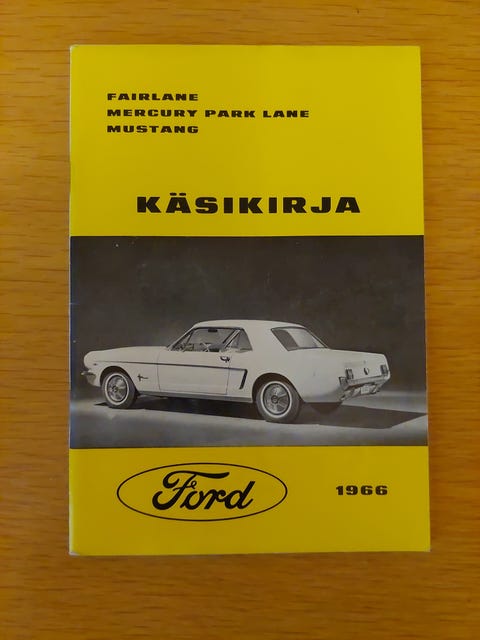 FAIRLANE
MERCURY PARK LANE
MUSTANG
KÄSIKIRJA
Ford
1966